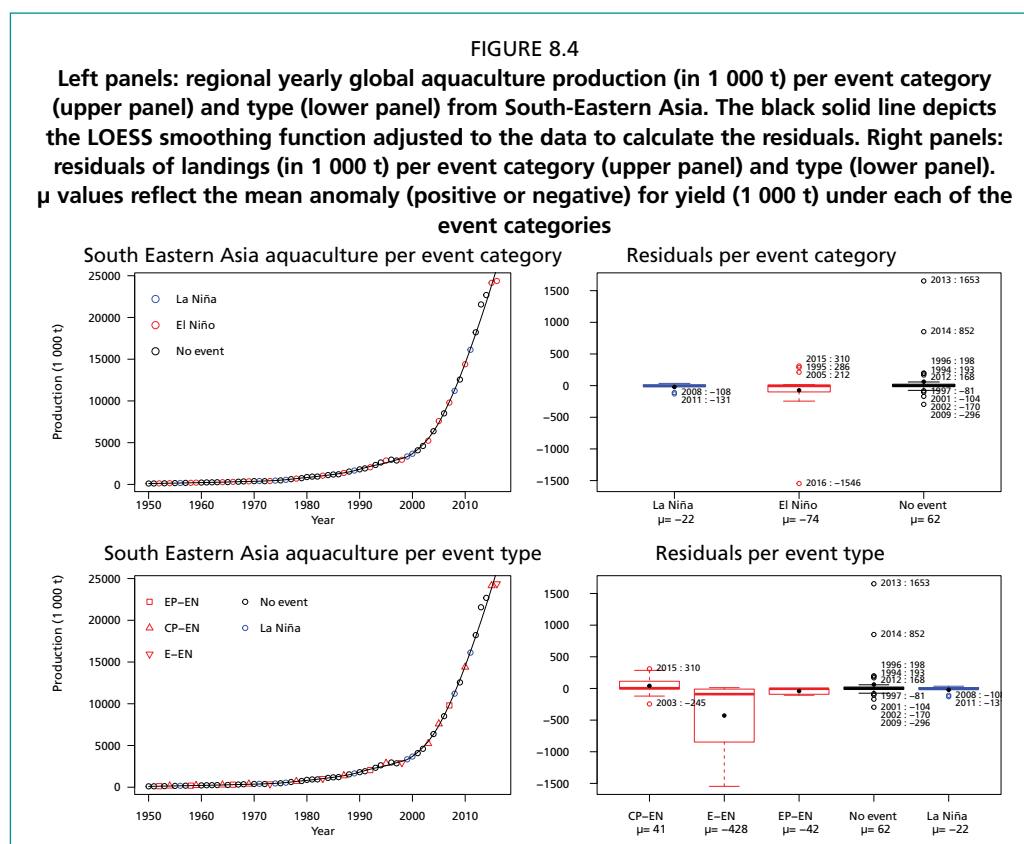 FIGURE 8.4
Left panels: regional yearly global aquaculture production (in 1 000 t) per event category
(upper panel) and type (lower panel) from South-Eastern Asia. The black solid line depicts
the LOESS smoothing function adjusted to the data to calculate the residuals. Right panels:
residuals of landings (in 1 000 t) per event category (upper panel) and type (lower panel).
µ values reflect the mean anomaly (positive or negative) for yield (1 000 t) under each of the
event categories
South Eastern Asia aquaculture per event category
Production (1 000 t)
25000
20000
15000
10000
5000
0
La Niña
El Niño
No event
1950 1960 1970 1980 1990 2000 2010
Year
Residuals per event category
1500
1000
500
0
−500
−1000
−1500
2008 : −108
2011 : −131
2015 : 310
1995 : 286
2005 : 212
2016 : −1546
2013 : 1653
2014 : 852
1996 : 198
1994 : 193
2012 : 168
1997 : −81
2001 : −104
2002 : −170
2009 : −296
La Niña El Niño No event
µ= −22 µ= −74 µ= 62
South Eastern Asia aquaculture per event type
Production (1 000 t)
25000
20000
15000
10000
5000
0
EP−EN No event
CP−EN La Niña
E−EN
1950 1960 1970 1980 1990 2000 2010
Year
Residuals per event type
1500
1000
500
0
−500
−1000
−1500
2015 : 310
2003 : −245
2013 : 1653
2014 : 852
1996 : 198
1994 : 193
2012 : 168
1997 : −81
2001 : −104
2002 : −170
2009 : −296
2008 : −108
2011 : −131
CP−EN E−EN EP−EN No event La Niña
µ= 41 µ= −428 µ= −42 µ= 62 µ= −22